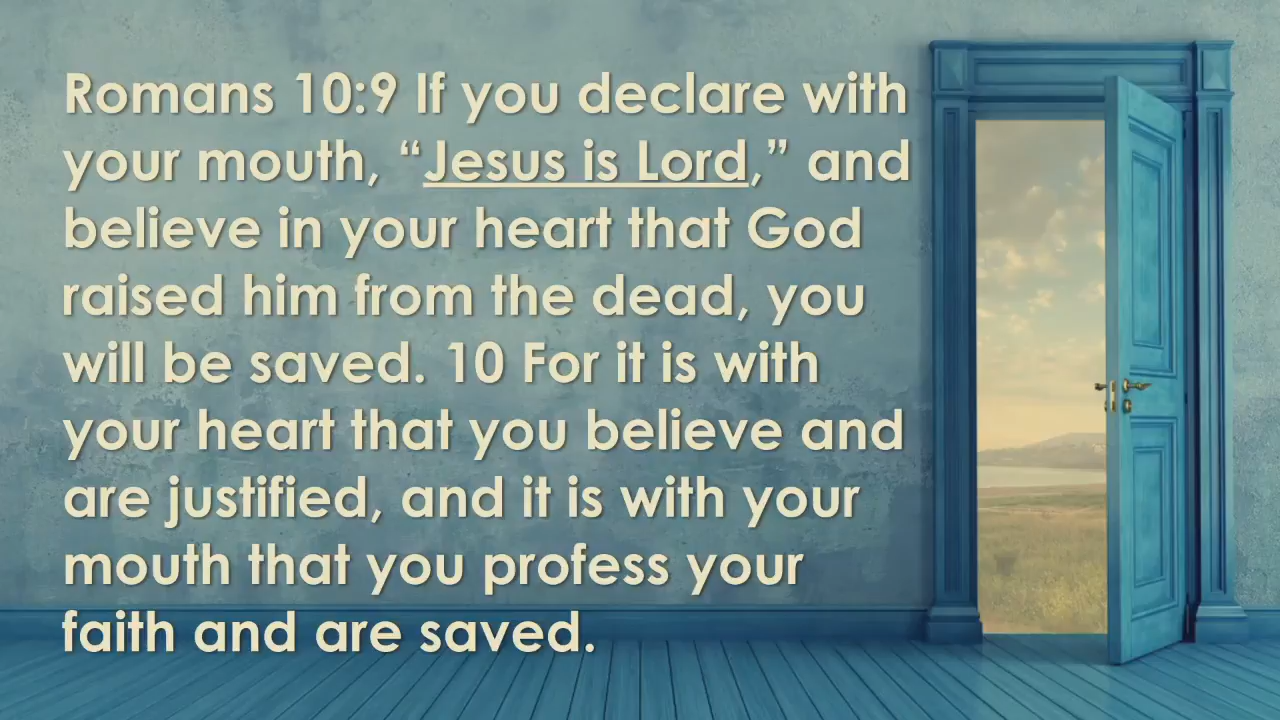 Romans 10:9 If you declare with
your mouth, “Jesus is Lord,” and
believe in your heart that God
raised him from the dead, you
will be saved. 10 For it is with
your heart that you believe and
are justified, and it is with your
mouth that you profess your
faith and are saved.